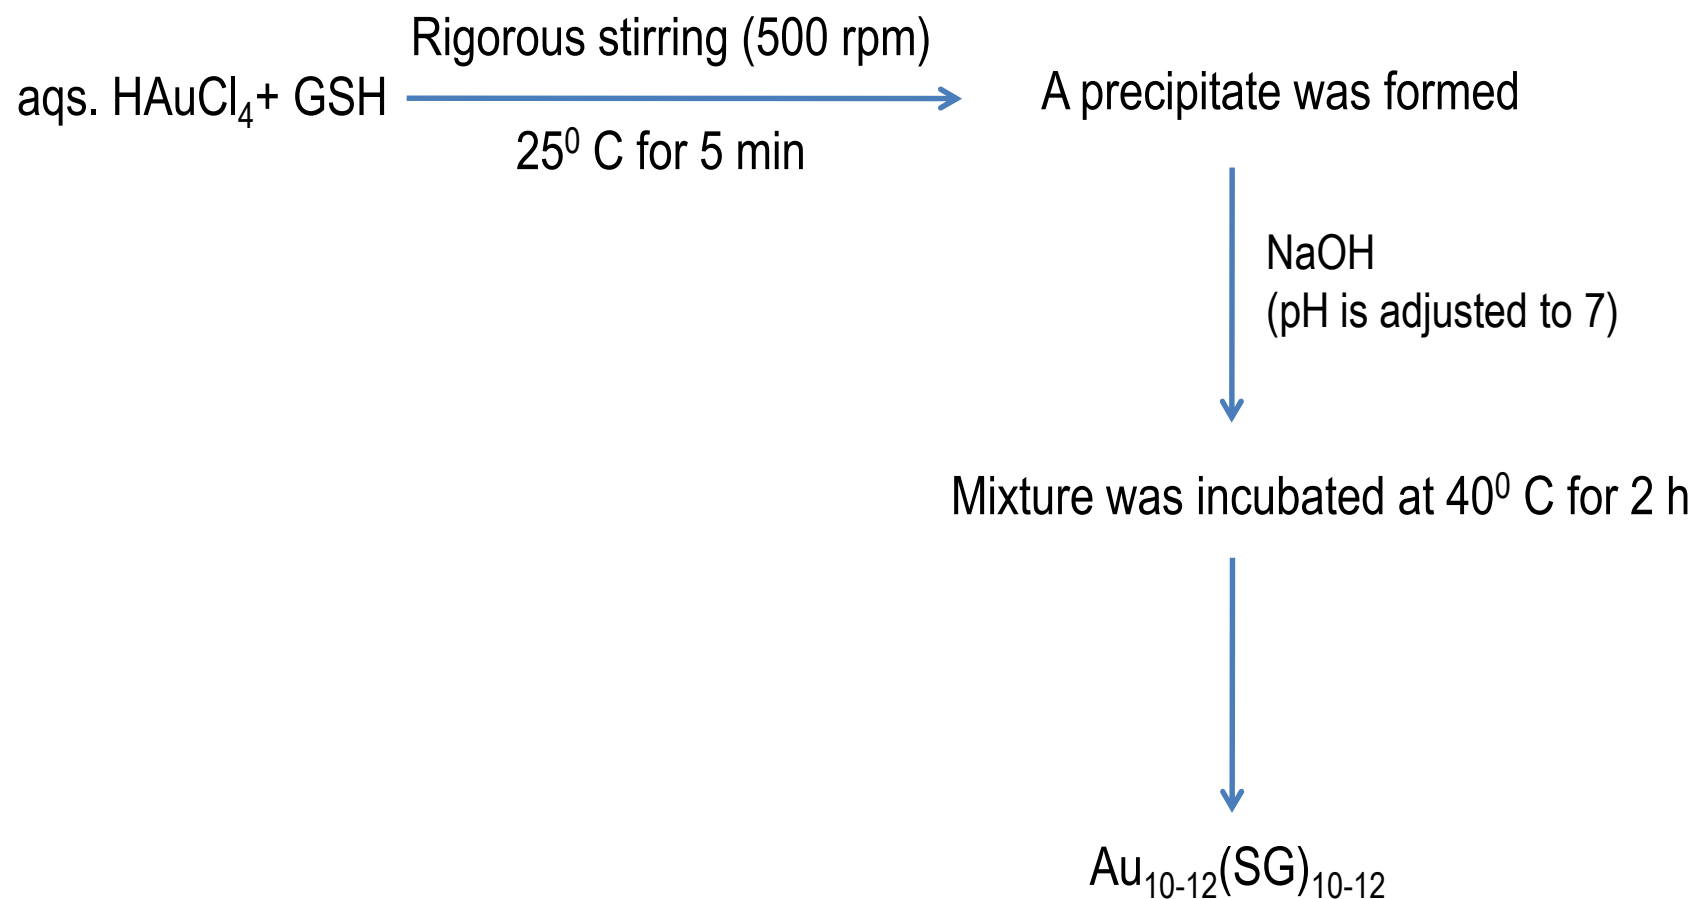 Rigorous stirring (500 rpm)
aqs. HAuCl₄+ GSH
25⁰ C for 5 min
A precipitate was formed
NaOH
(pH is adjusted to 7)
Mixture was incubated at 40⁰ C for 2 h
Au₁₀₋₁₂(SG)₁₀₋₁₂